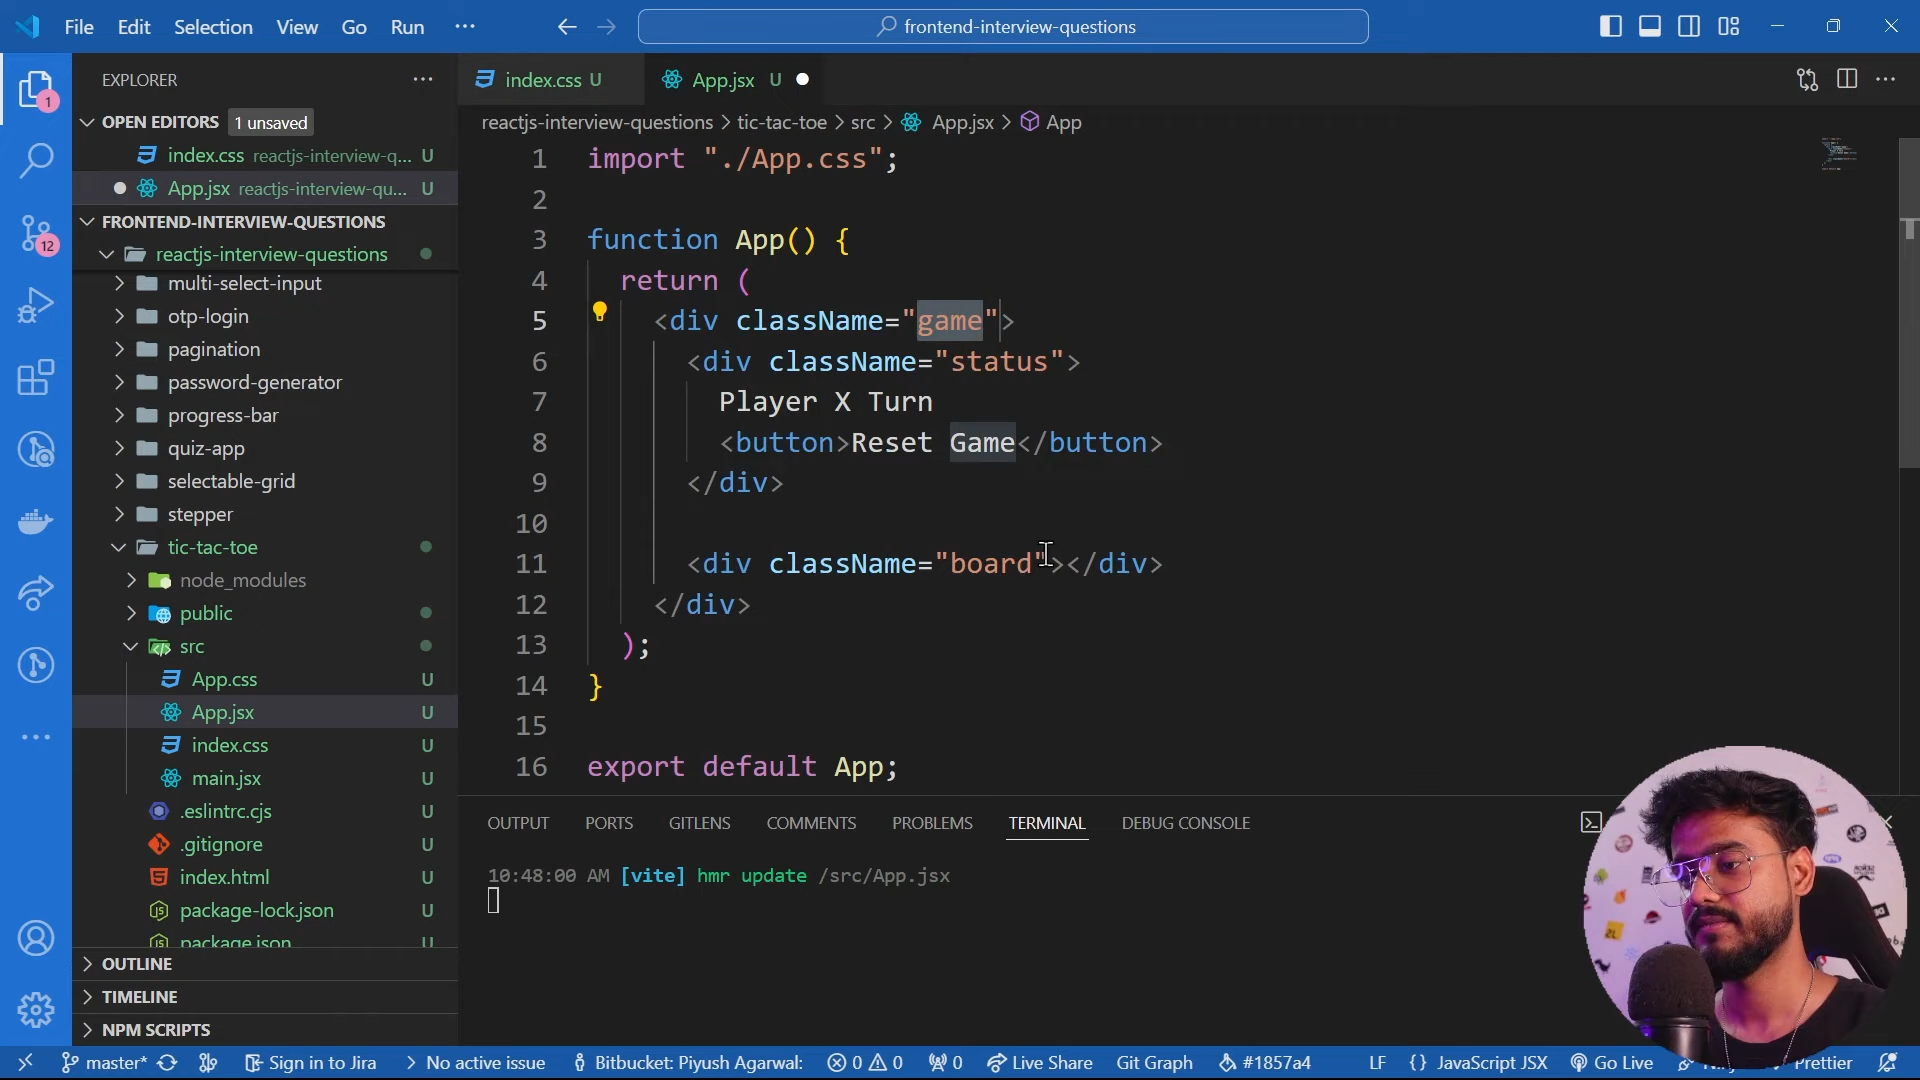 File Edit Selection View Go Run ··· frontend-interview-questions
EXPLORER ···
index.css U
App.jsx U
OPEN EDITORS 1 unsaved
index.css reactjs-interview-q... U
App.jsx reactjs-interview-qu... U
FRONTEND-INTERVIEW-QUESTIONS
reactjs-interview-questions
multi-select-input
otp-login
pagination
password-generator
progress-bar
quiz-app
selectable-grid
stepper
tic-tac-toe
node_modules
public
src
App.css U
App.jsx U
index.css U
main.jsx U
.eslintrc.cjs U
.gitignore U
index.html U
package-lock.json U
package.json U
OUTLINE
TIMELINE
NPM SCRIPTS
1
12
reactjs-interview-questions > tic-tac-toe > src > App.jsx > App
1 import "./App.css";
2
3 function App() {
4 return (
5 <div className="game">
6 <div className="status">
7 Player X Turn
8 <button>Reset Game</button>
9 </div>
10
11 <div className="board"></div>
12 </div>
13 );
14 }
15
16 export default App;
OUTPUT PORTS GITLENS COMMENTS PROBLEMS TERMINAL DEBUG CONSOLE
10:48:00 AM [vite] hmr update /src/App.jsx
master* Sign in to Jira > No active issue Bitbucket: Piyush Agarwal: 0 0 0 Live Share Git Graph #1857a4 LF {} JavaScript JSX Go Live Prettier